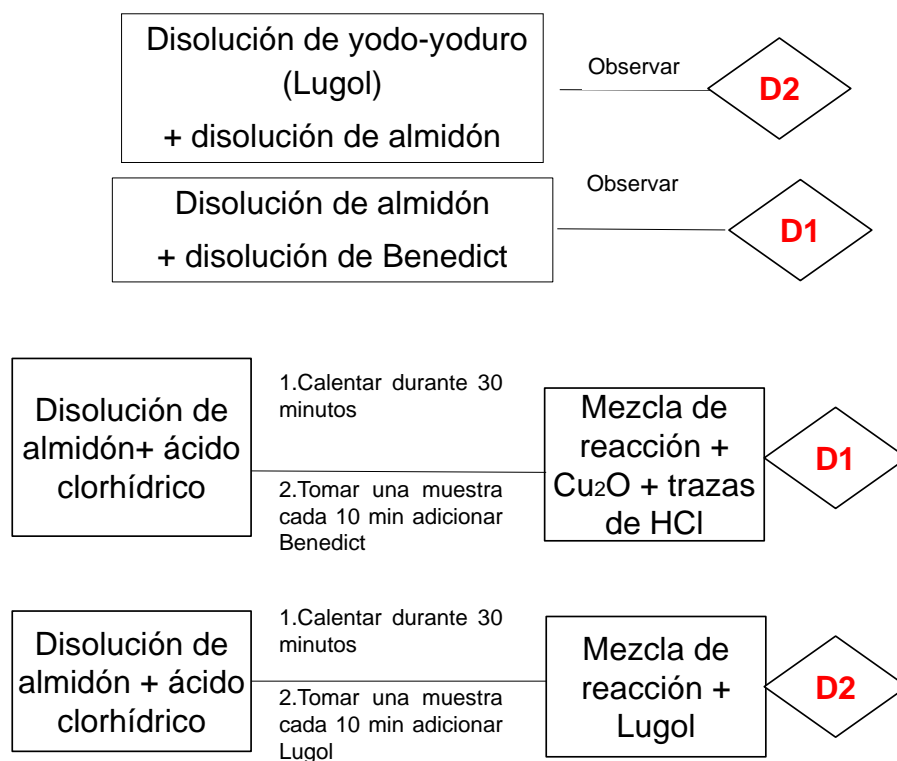 Disolución de yodo-yoduro
(Lugol)
+ disolución de almidón
Observar
D2
Disolución de almidón
+ disolución de Benedict
Observar
D1
Disolución de
almidón+ ácido
clorhídrico
1.Calentar durante 30
minutos
2.Tomar una muestra
cada 10 min adicionar
Benedict
Mezcla de
reacción +
Cu₂O + trazas
de HCl
D1
Disolución de
almidón + ácido
clorhídrico
1.Calentar durante 30
minutos
2.Tomar una muestra
cada 10 min adicionar
Lugol
Mezcla de
reacción +
Lugol
D2